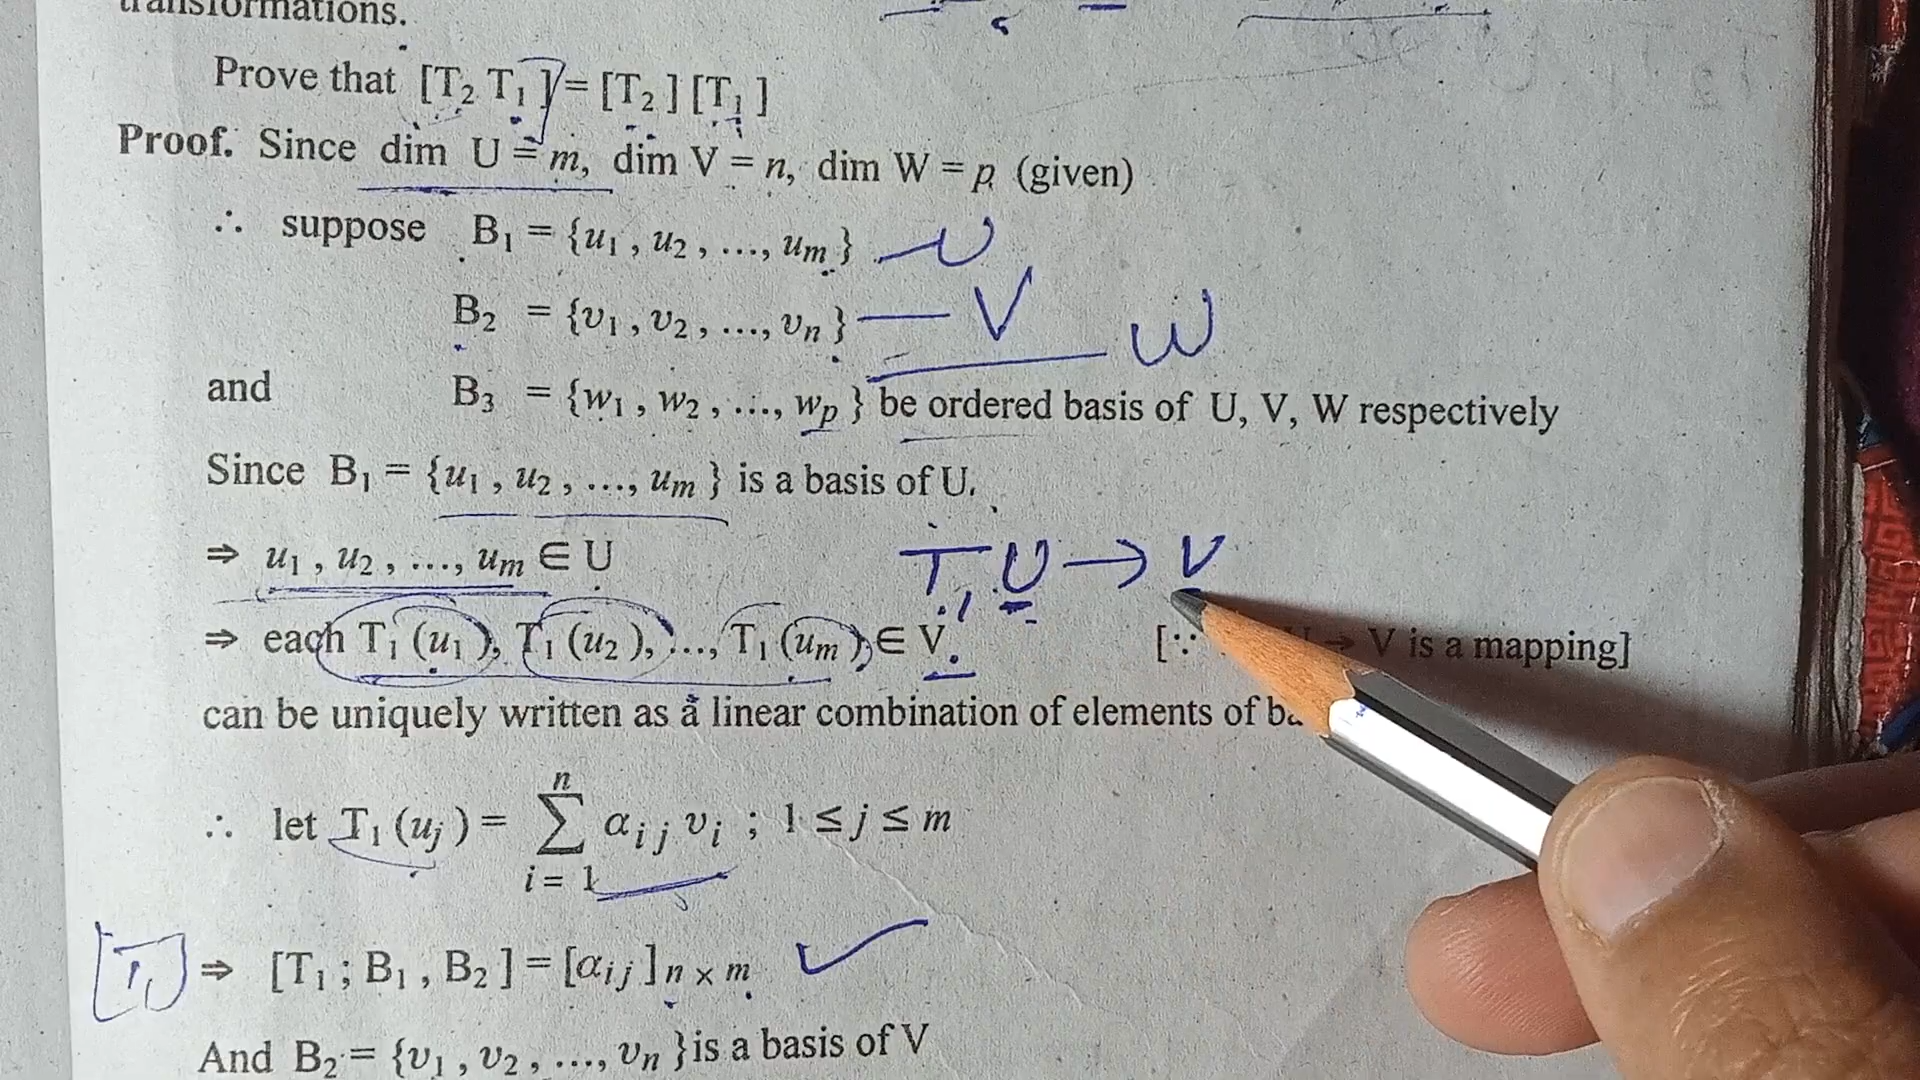 transformations.
Prove that [T₂ T₁] = [T₂] [T₁]
Proof. Since dim U = m, dim V = n, dim W = p (given)
∴ suppose B₁ = {u₁ , u₂ , ..., uₘ } U
B₂ = {v₁ , v₂ , ..., vₙ } V W
and B₃ = {w₁ , w₂ , ..., wₚ } be ordered basis of U, V, W respectively
Since B₁ = {u₁ , u₂ , ..., uₘ } is a basis of U.
⇒ u₁ , u₂ , ..., uₘ ∈ U T₁ U → V
⇒ each T₁ (u₁), T₁ (u₂), ..., T₁ (uₘ) ∈ V. [∵ → V is a mapping]
can be uniquely written as a linear combination of elements of
∴ let T₁ (uⱼ) = ∑ⁿᵢ₌₁ αᵢⱼ vᵢ ; 1 ≤ j ≤ m
[T₁] ⇒ [T₁ ; B₁ , B₂ ] = [αᵢⱼ]ₙ ₓ ₘ ✓
And B₂ = {v₁ , v₂ , ..., vₙ } is a basis of V